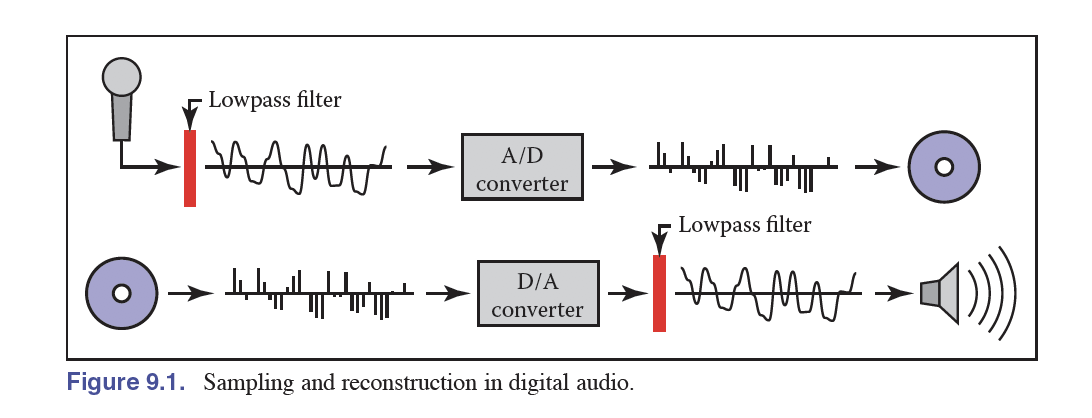 Lowpass filter
A/D
converter
Lowpass filter
D/A
converter
Figure 9.1. Sampling and reconstruction in digital audio.